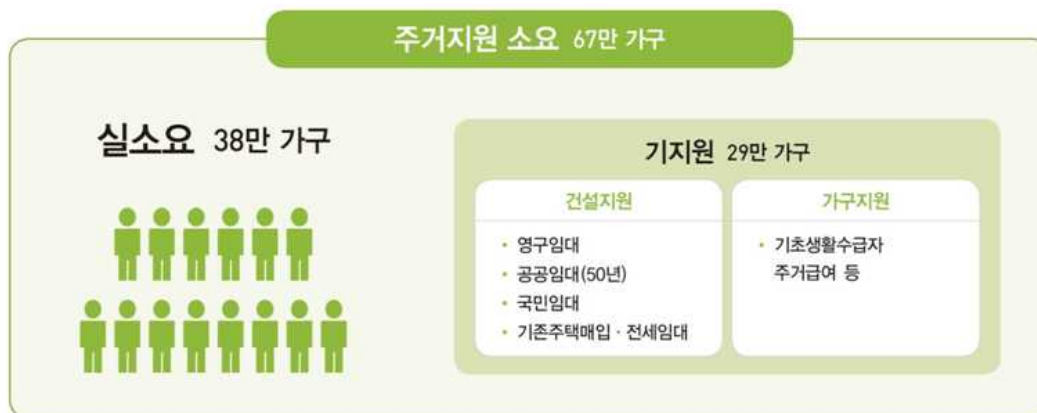 주거지원 소요 67만 가구
실소요 38만 가구
기지원 29만 가구
건설지원
• 영구임대
• 공공임대(50년)
• 국민임대
• 기존주택매입 · 전세임대
가구지원
• 기초생활수급자
주거급여 등